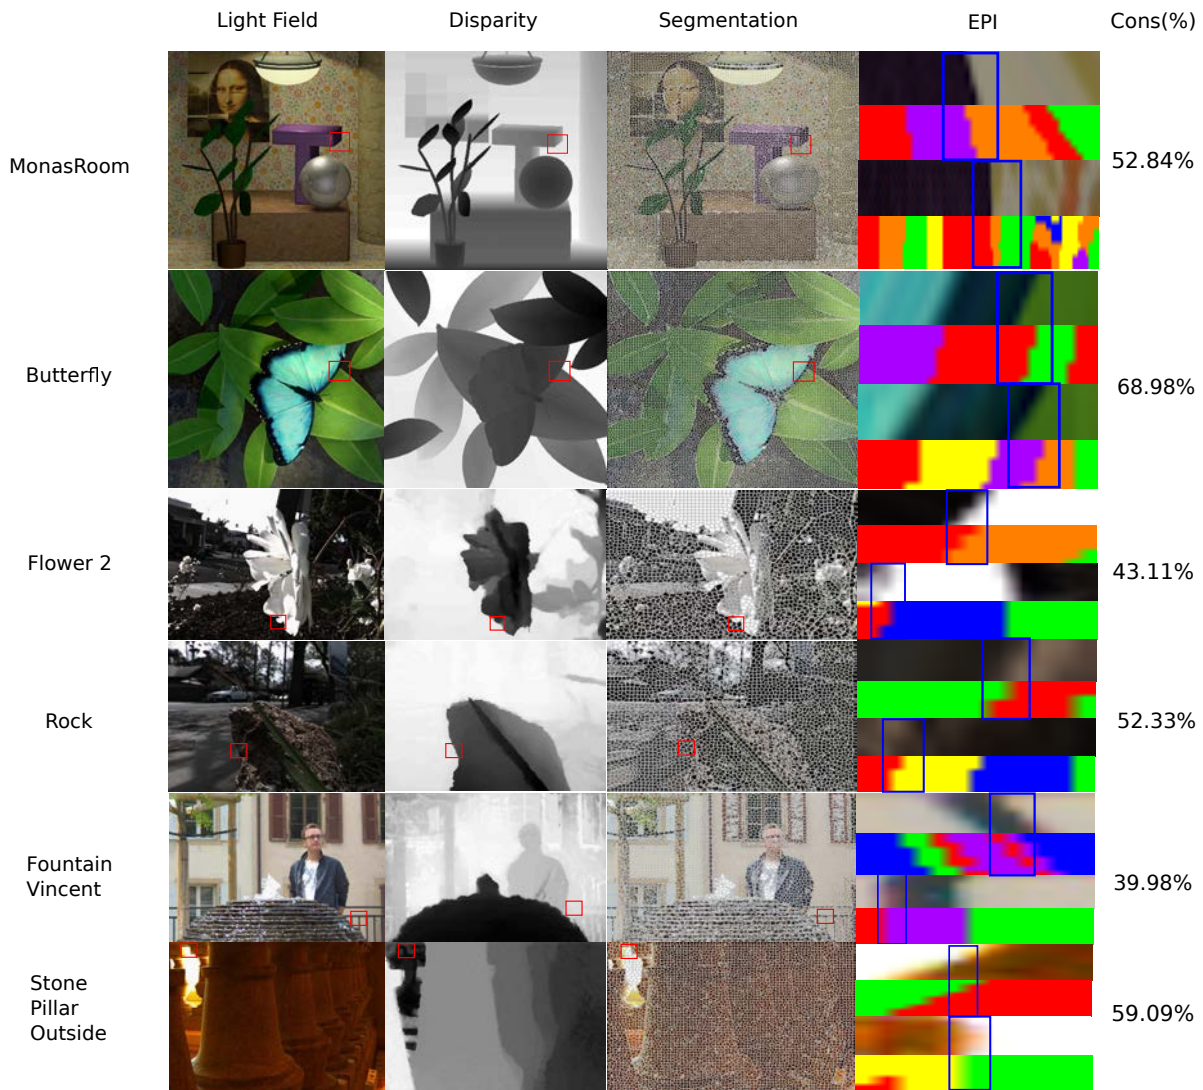 Light Field Disparity Segmentation EPI Cons(%)
MonasRoom 52.84%
Butterfly 68.98%
Flower 2 43.11%
Rock 52.33%
Fountain
Vincent 39.98%
Stone
Pillar
Outside 59.09%